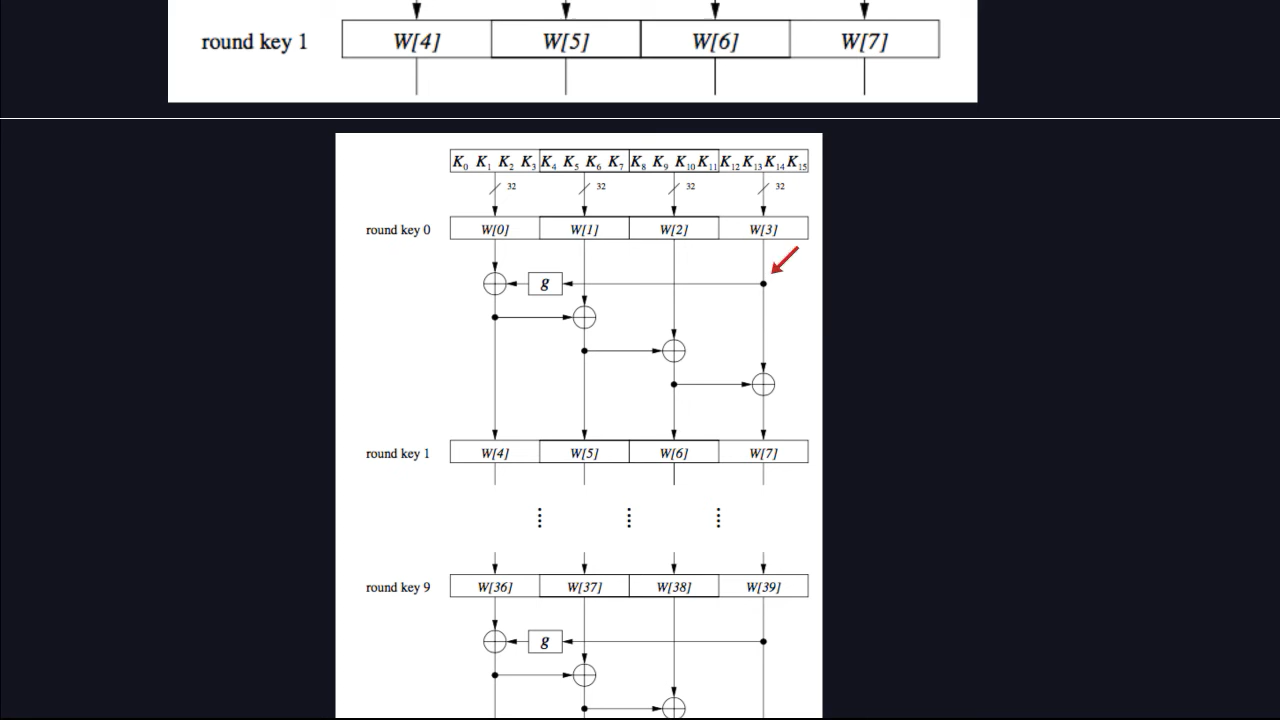 round key 1 W[4] W[5] W[6] W[7]
K0 K1 K2 K3 K4 K5 K6 K7 K8 K9 K10 K11 K12 K13 K14 K15
32 32 32 32
round key 0 W[0] W[1] W[2] W[3]
g
round key 1 W[4] W[5] W[6] W[7]
round key 9 W[36] W[37] W[38] W[39]
g